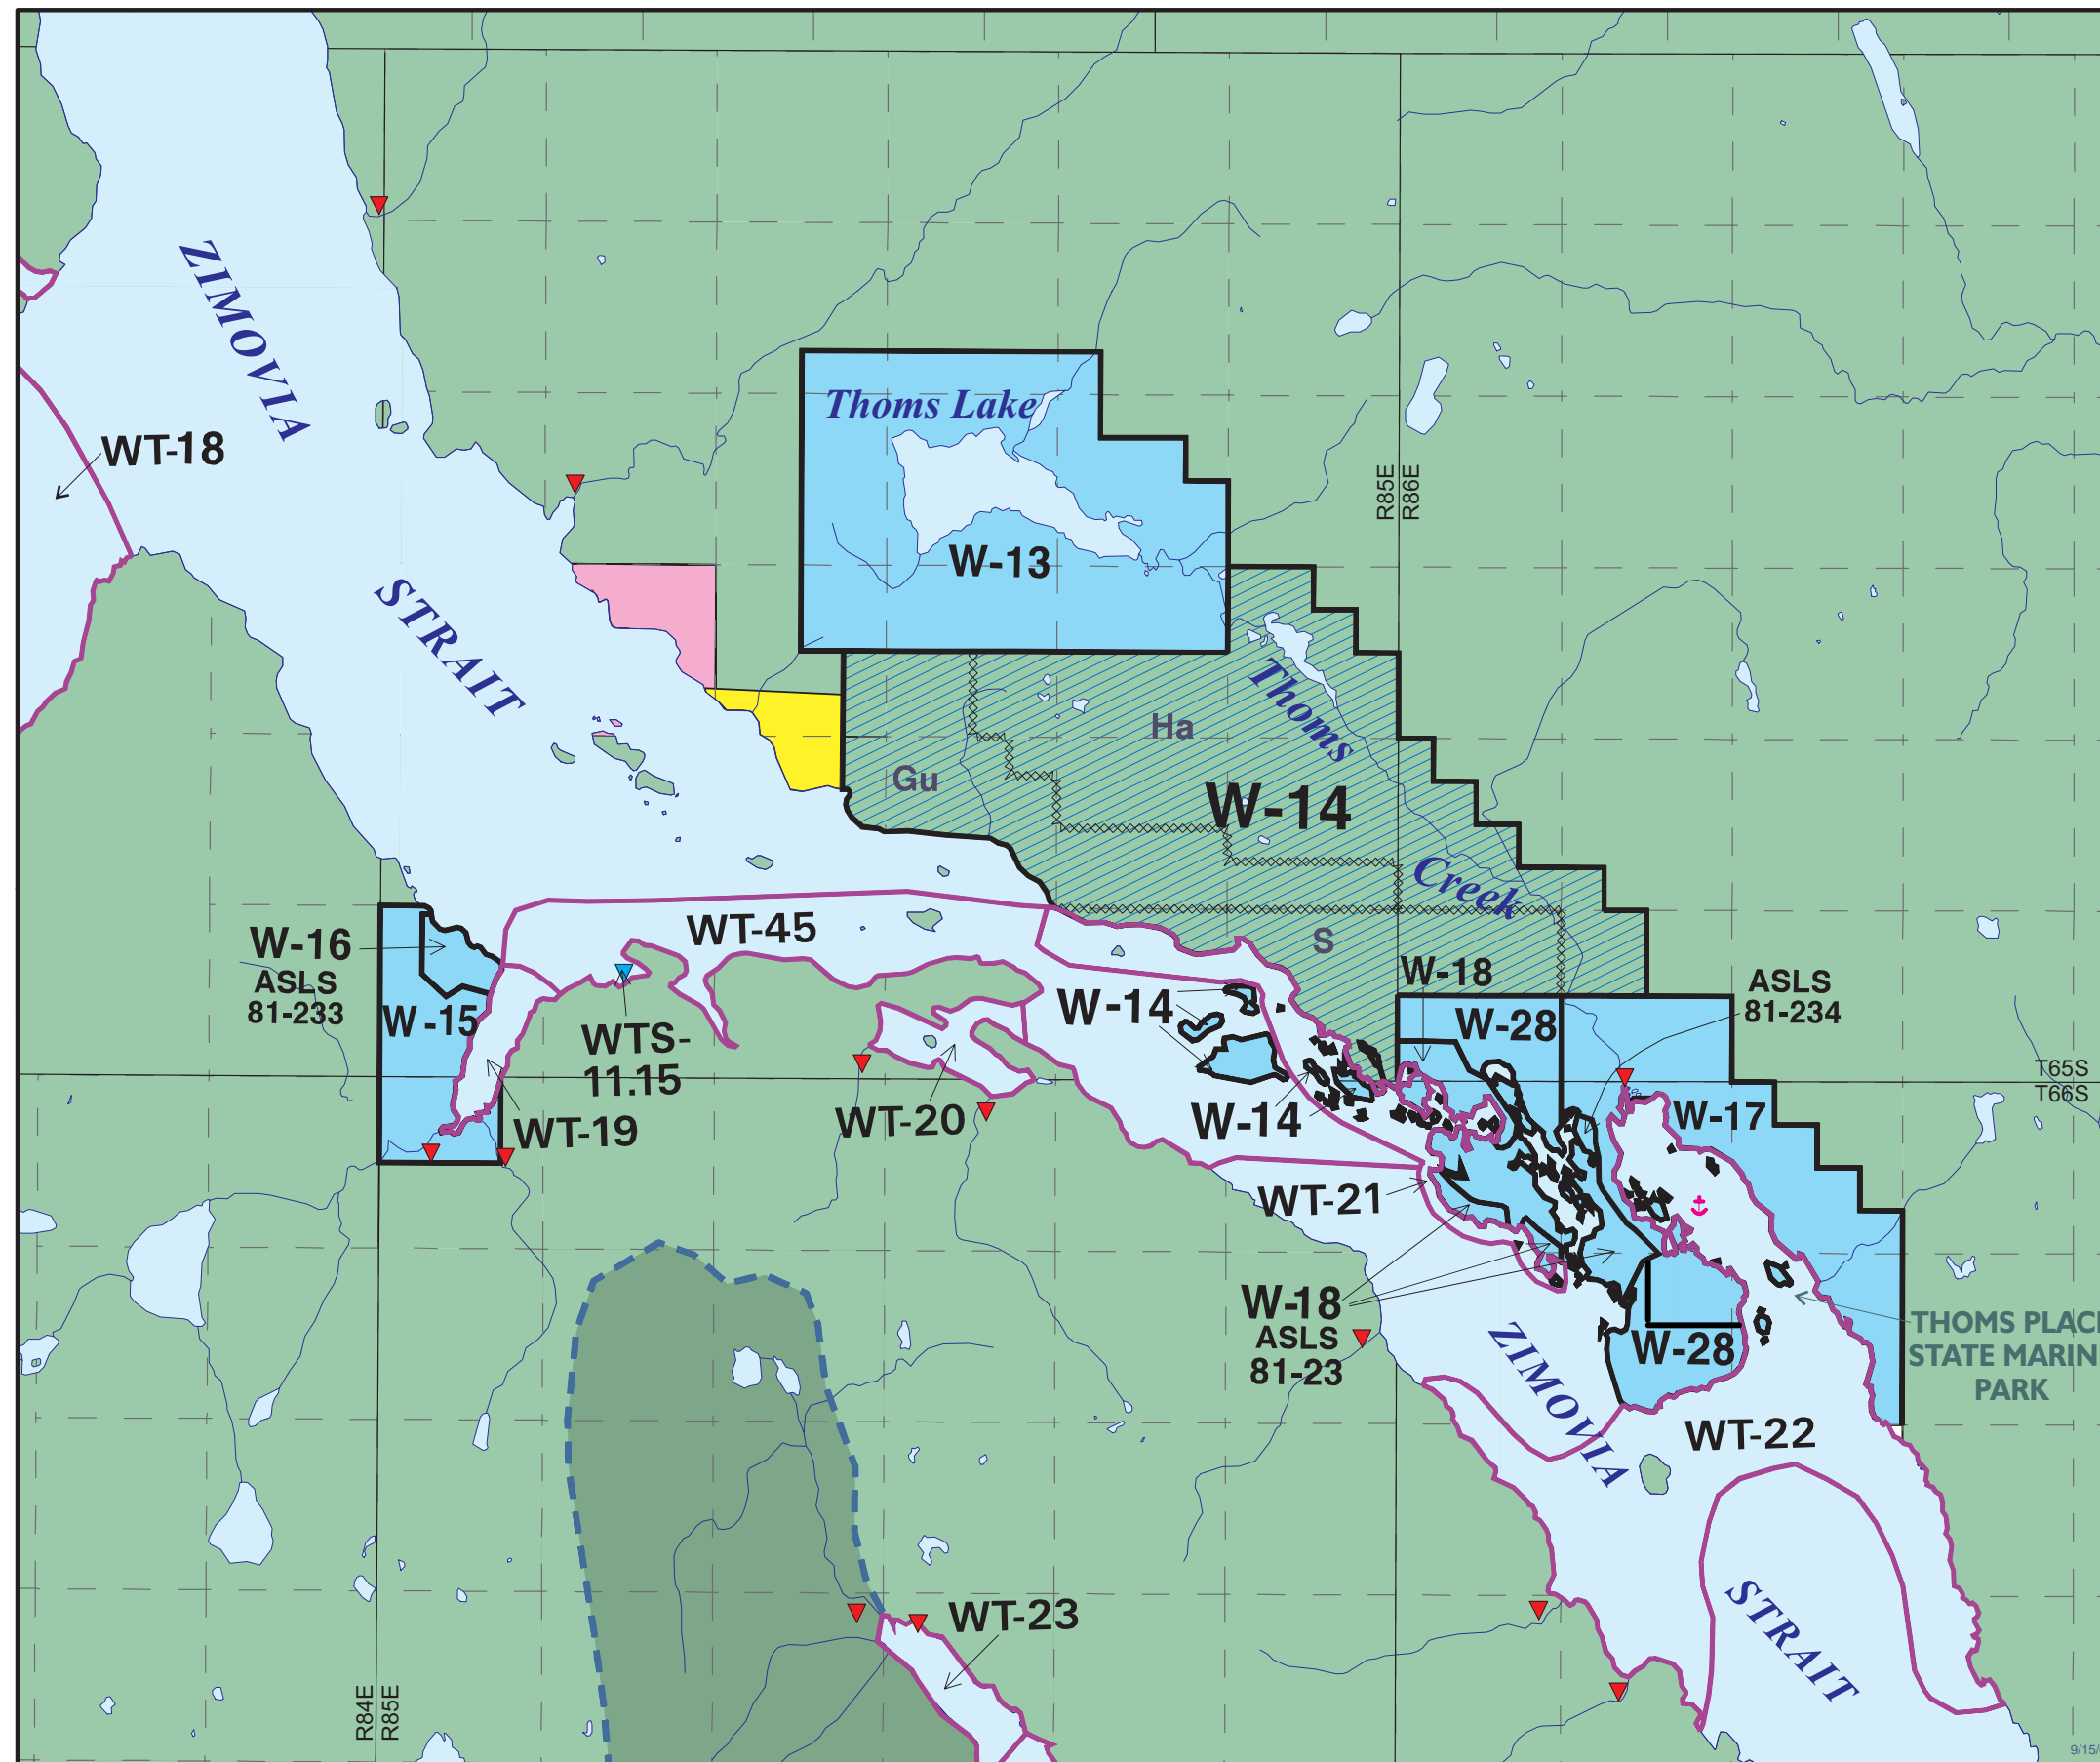 ZIMOVIA
STRAIT
WT-18
Thoms Lake
W-13
R85E
R86E
Thoms
Creek
Ha
Gu
W-14
S
W-16
ASLS
81-233
W-15
WT-45
WTS-
11.15
WT-19
WT-20
W-14
W-14
W-18
W-28
ASLS
81-234
T65S
T66S
W-17
WT-21
W-18
ASLS
81-23
W-28
THOMS PLAC
STATE MARIN
PARK
ZIMOVIA
STRAIT
WT-22
WT-23
R84E
R85E
9/15/